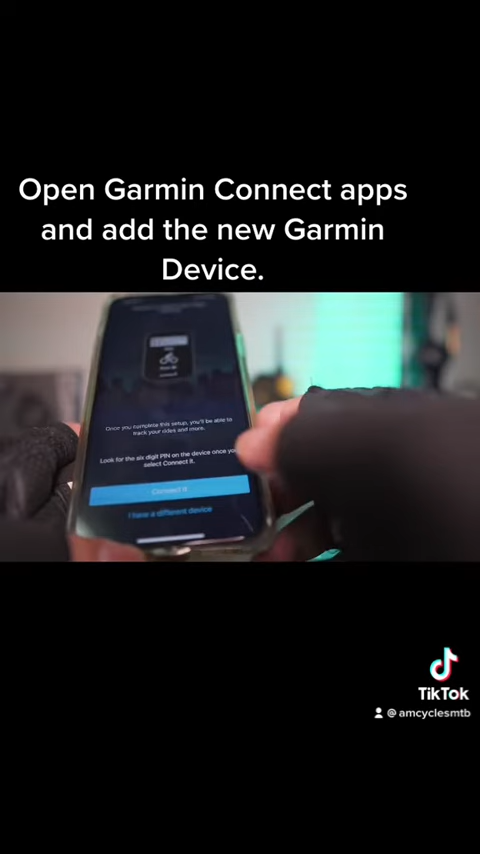 Open Garmin Connect apps
and add the new Garmin
Device.
Once you complete this setup, you'll be able to
track your rides and more.
Look for the six digit PIN on the device once you
select Connect It.
Connect It
I have a different device
TikTok
@ amcyclesmtb